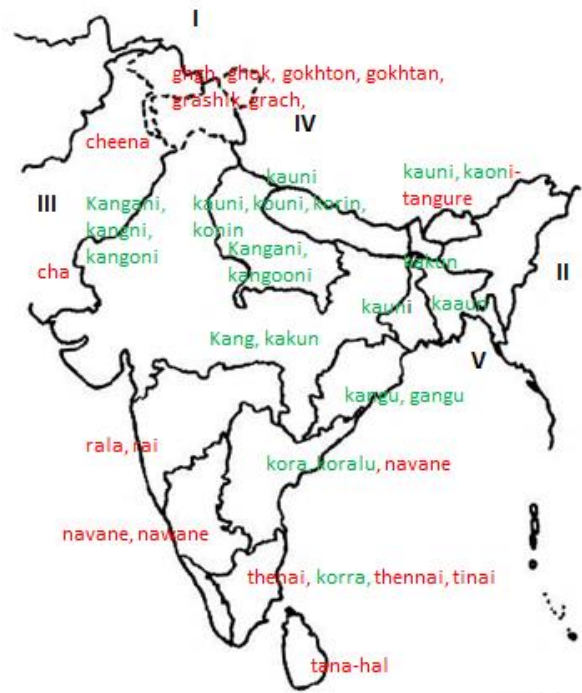 I
ghgh, ghok, gokhton, gokhtan,
grashik, grach,
IV
cheena
kauni
kauni, kaoni-
tangure
III
Kangani,
kangni,
kangoni
kauni, kouni, korin,
konin
Kangani,
kangooni
kakun
cha
II
kauni
kaaun
Kang, kakun
V
kangu, gangu
rala, rai
kora, koralu, navane
navane, nawane
thenai, korra, thennai, tinai
tana-hal